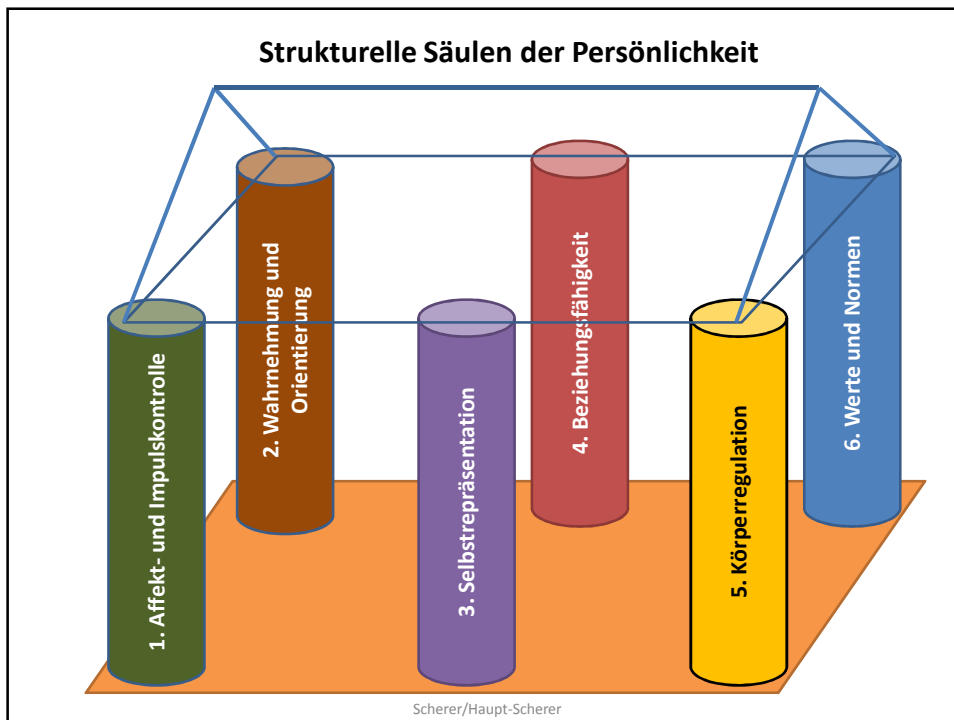 Strukturelle Säulen der Persönlichkeit
1. Affekt- und Impulskontrolle
2. Wahrnehmung und
Orientierung
3. Selbstrepräsentation
4. Beziehungsfähigkeit
5. Körperregulation
6. Werte und Normen
Scherer/Haupt-Scherer